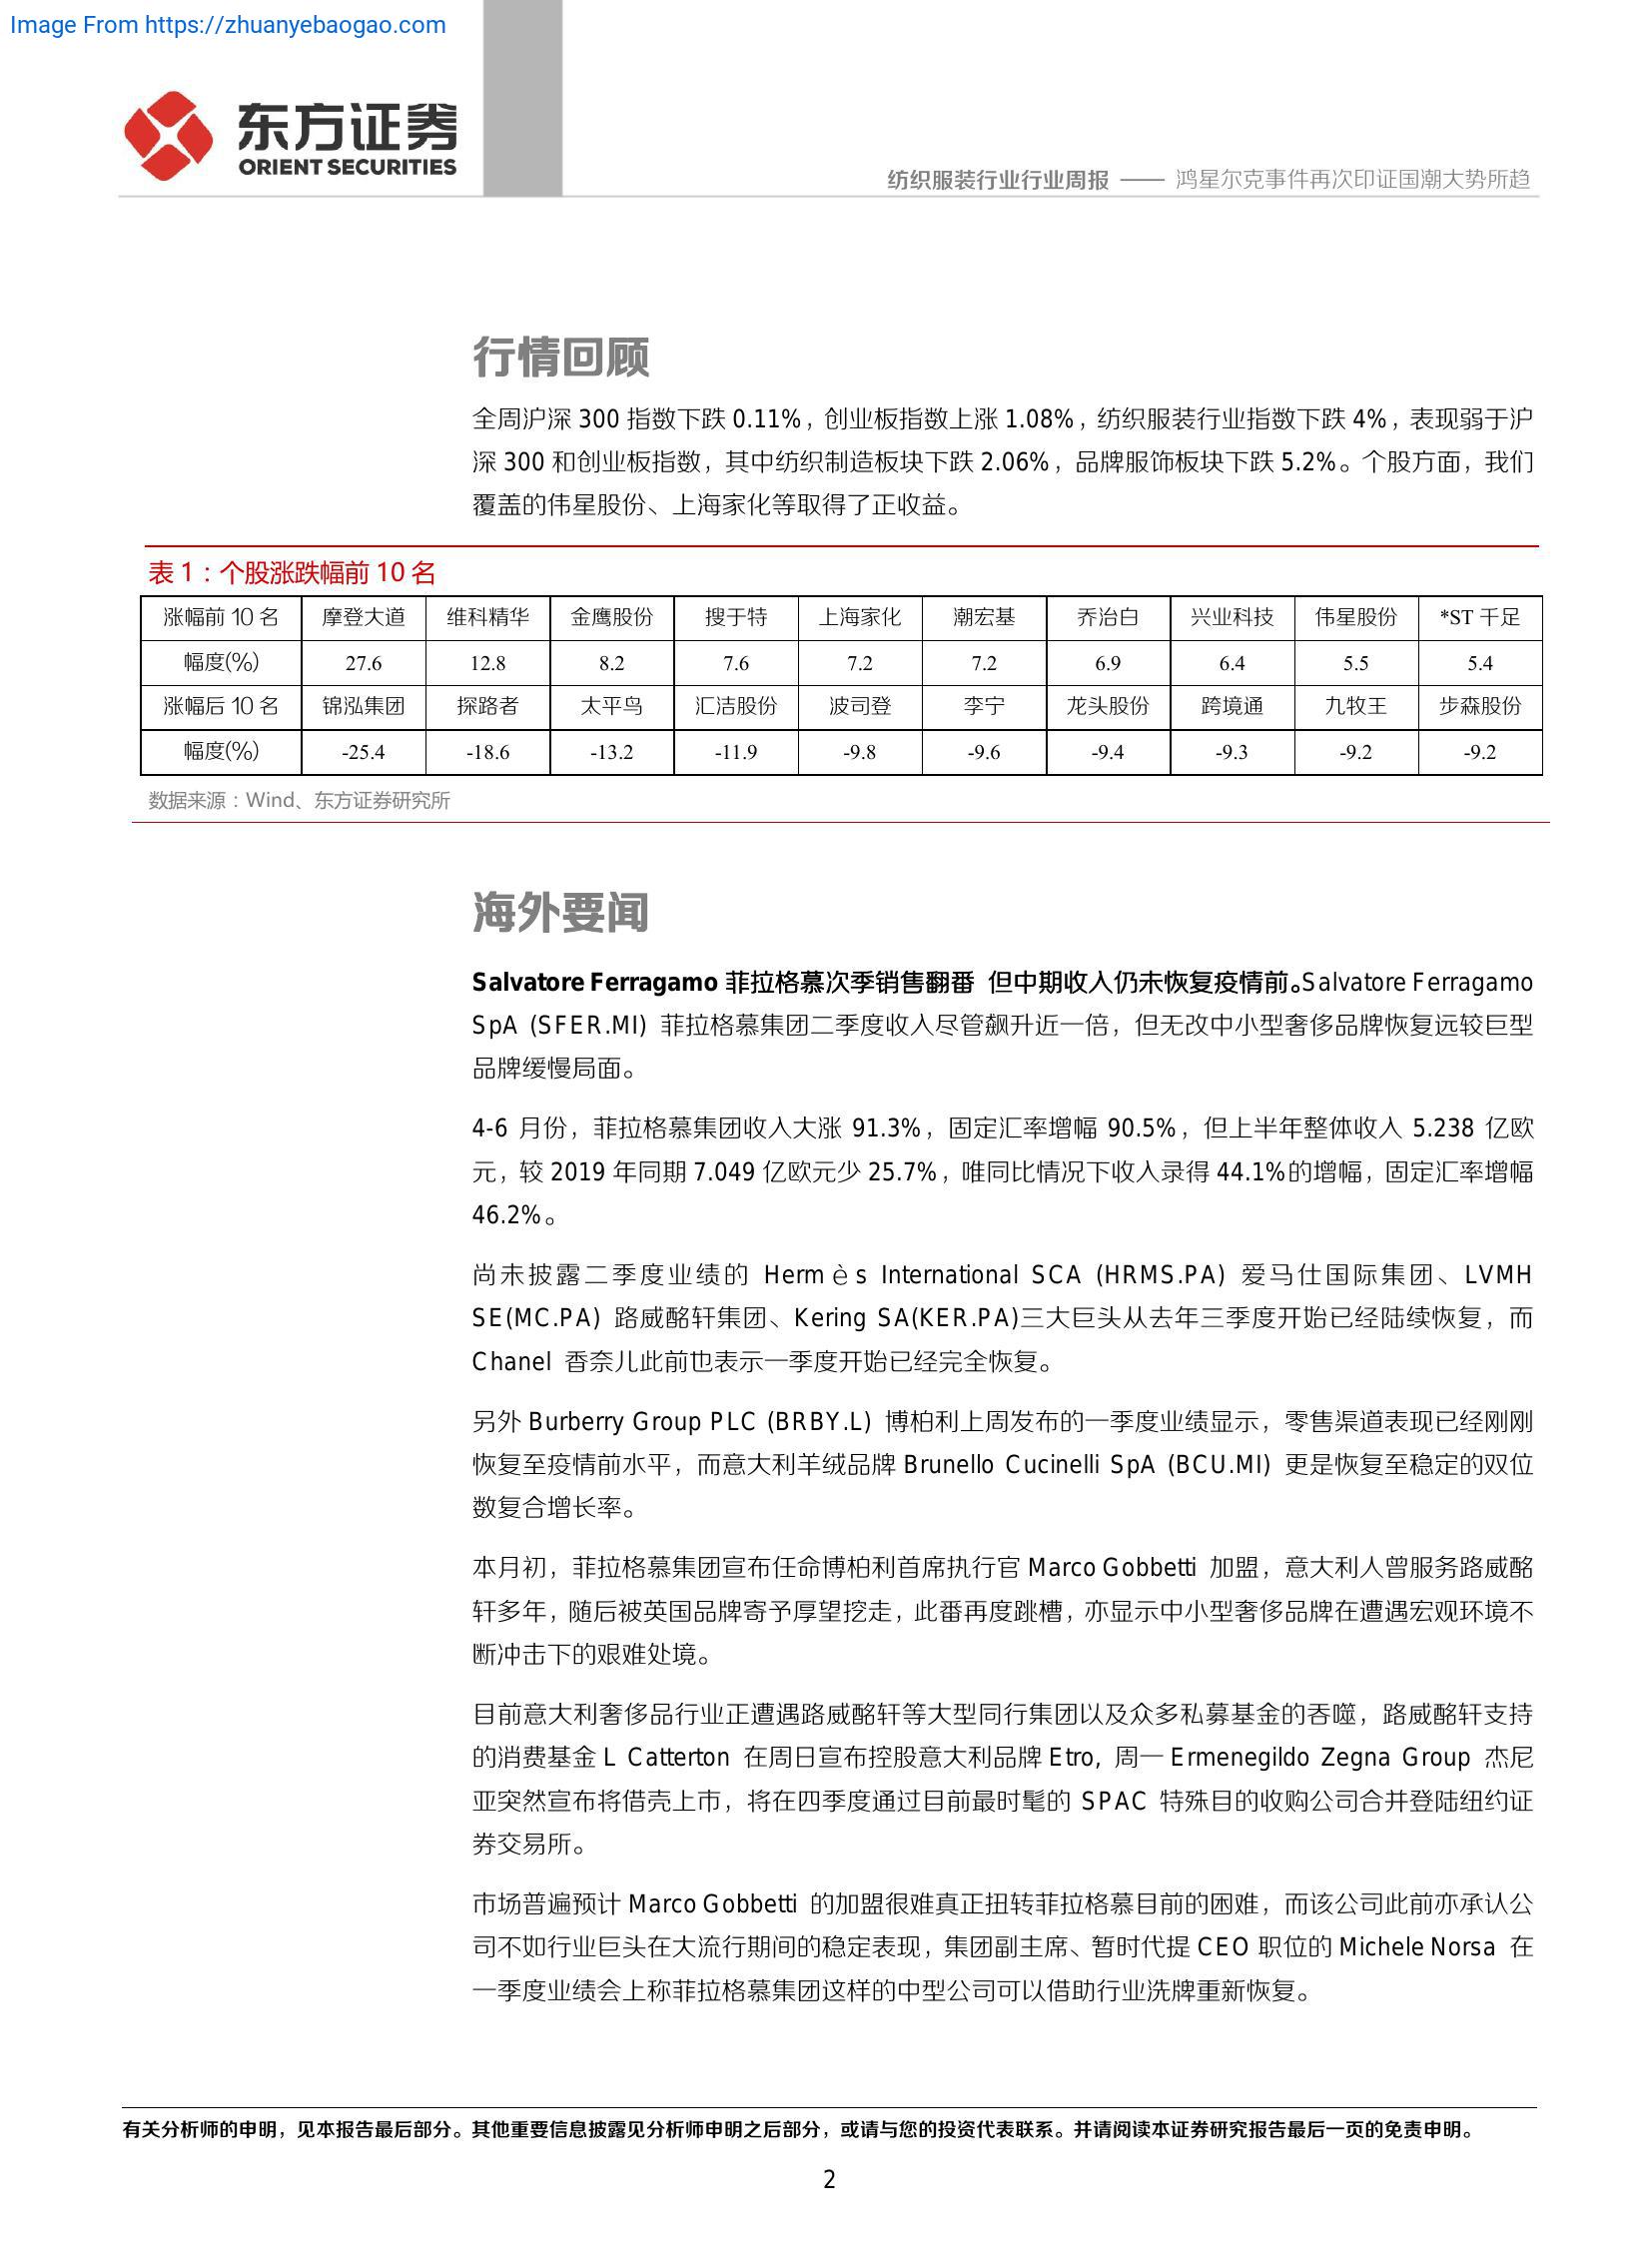 Image From https://zhuanyebaogao.com
东方证券
ORIENT SECURITIES
纺织服装行业行业周报 —— 鸿星尔克事件再次印证国潮大势所趋
行情回顾
全周沪深 300 指数下跌 0.11%，创业板指数上涨 1.08%，纺织服装行业指数下跌 4%，表现弱于沪
深 300 和创业板指数，其中纺织制造板块下跌 2.06%，品牌服饰板块下跌 5.2%。个股方面，我们
覆盖的伟星股份、上海家化等取得了正收益。
表 1：个股涨跌幅前 10 名
涨幅前 10 名 摩登大道 维科精华 金鹰股份 搜于特 上海家化 潮宏基 乔治白 兴业科技 伟星股份 *ST 千足
幅度(%) 27.6 12.8 8.2 7.6 7.2 7.2 6.9 6.4 5.5 5.4
涨幅后 10 名 锦泓集团 探路者 太平鸟 汇洁股份 波司登 李宁 龙头股份 跨境通 九牧王 步森股份
幅度(%) -25.4 -18.6 -13.2 -11.9 -9.8 -9.6 -9.4 -9.3 -9.2 -9.2
数据来源：Wind、东方证券研究所
海外要闻
Salvatore Ferragamo 菲拉格慕次季销售翻番 但中期收入仍未恢复疫情前。Salvatore Ferragamo
SpA (SFER.MI) 菲拉格慕集团二季度收入尽管飙升近一倍，但无改中小型奢侈品牌恢复远较巨型
品牌缓慢局面。
4-6 月份，菲拉格慕集团收入大涨 91.3%，固定汇率增幅 90.5%，但上半年整体收入 5.238 亿欧
元，较 2019 年同期 7.049 亿欧元少 25.7%，唯同比情况下收入录得 44.1%的增幅，固定汇率增幅
46.2%。
尚未披露二季度业绩的 Hermès International SCA (HRMS.PA) 爱马仕国际集团、LVMH
SE(MC.PA) 路威酩轩集团、Kering SA(KER.PA)三大巨头从去年三季度开始已经陆续恢复，而
Chanel 香奈儿此前也表示一季度开始已经完全恢复。
另外 Burberry Group PLC (BRBY.L) 博柏利上周发布的一季度业绩显示，零售渠道表现已经刚刚
恢复至疫情前水平，而意大利羊绒品牌 Brunello Cucinelli SpA (BCU.MI) 更是恢复至稳定的双位
数复合增长率。
本月初，菲拉格慕集团宣布任命博柏利首席执行官 Marco Gobbetti 加盟，意大利人曾服务路威酩
轩多年，随后被英国品牌寄予厚望挖走，此番再度跳槽，亦显示中小型奢侈品牌在遭遇宏观环境不
断冲击下的艰难处境。
目前意大利奢侈品行业正遭遇路威酩轩等大型同行集团以及众多私募基金的吞噬，路威酩轩支持
的消费基金 L Catterton 在周日宣布控股意大利品牌 Etro, 周一 Ermenegildo Zegna Group 杰尼
亚突然宣布将借壳上市，将在四季度通过目前最时髦的 SPAC 特殊目的收购公司合并登陆纽约证
券交易所。
市场普遍预计 Marco Gobbetti 的加盟很难真正扭转菲拉格慕目前的困难，而该公司此前亦承认公
司不如行业巨头在大流行期间的稳定表现，集团副主席、暂时代提 CEO 职位的 Michele Norsa 在
一季度业绩会上称菲拉格慕集团这样的中型公司可以借助行业洗牌重新恢复。
有关分析师的申明，见本报告最后部分。其他重要信息披露见分析师申明之后部分，或请与您的投资代表联系。并请阅读本证券研究报告最后一页的免责申明。
2